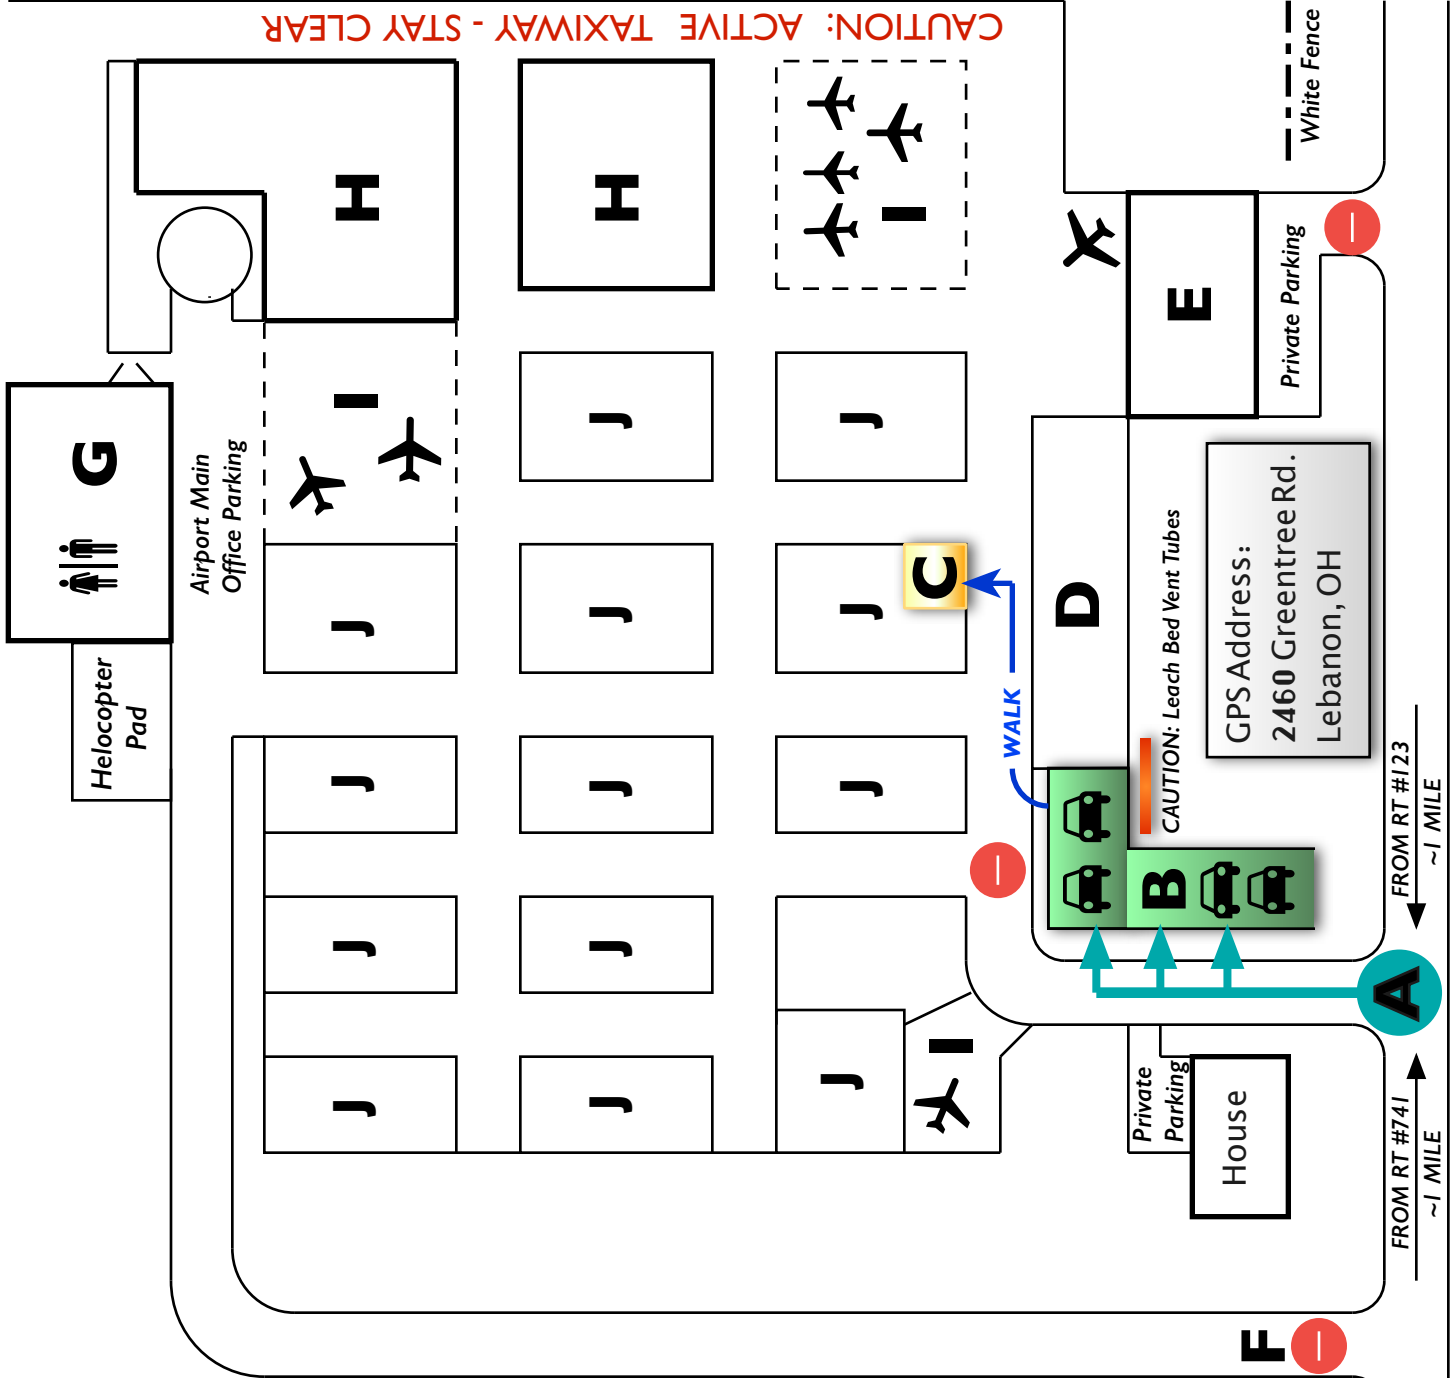 Helocopter
Pad
G
Airport Main
Office Parking
J
J
J
J
I
H
J
J
J
J
J
H
J
J
J
J
I
C
I
CAUTION: ACTIVE TAXIWAY - STAY CLEAR
WALK
D
Private
Parking
B
CAUTION: Leach Bed Vent Tubes
E
House
GPS Address:
2460 Greentree Rd.
Lebanon, OH
F
Private Parking
White Fence
A
FROM RT #741
~1 MILE
FROM RT #123
~1 MILE